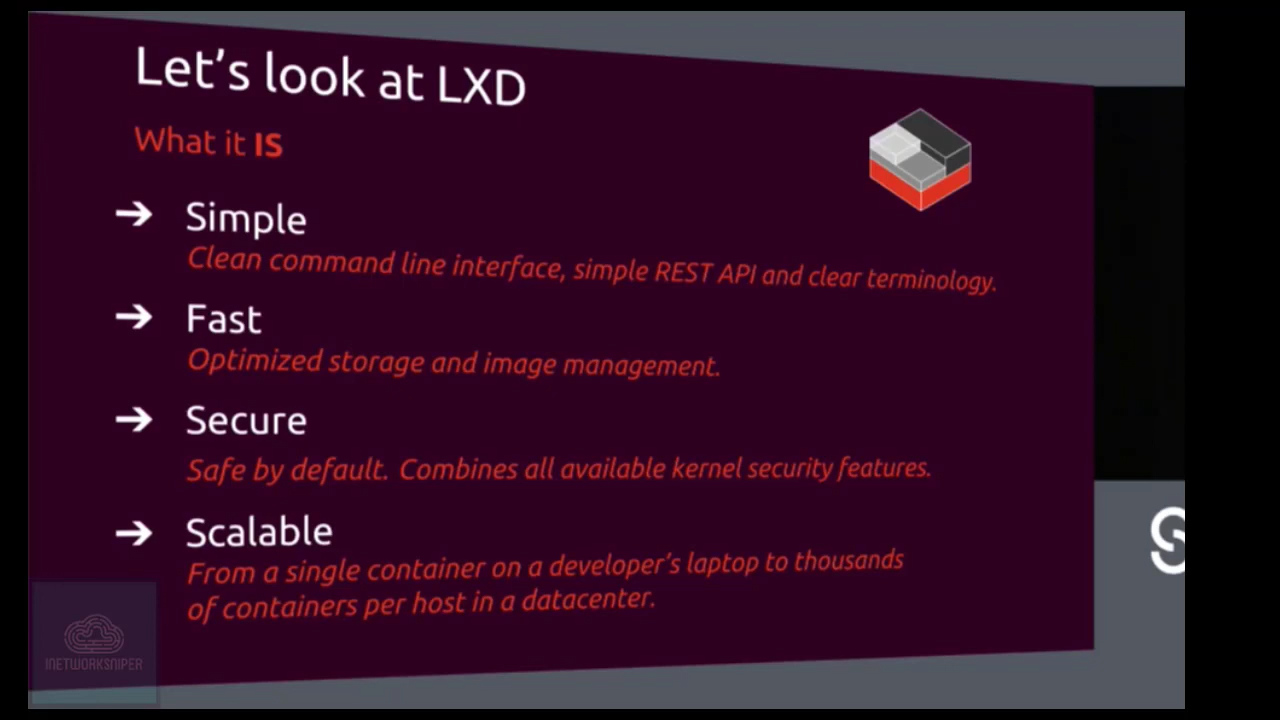 Let's look at LXD
What it IS
➔ Simple
Clean command line interface, simple REST API and clear terminology.
➔ Fast
Optimized storage and image management.
➔ Secure
Safe by default. Combines all available kernel security features.
➔ Scalable
From a single container on a developer's laptop to thousands
of containers per host in a datacenter.
INETWORKSNIPER
S